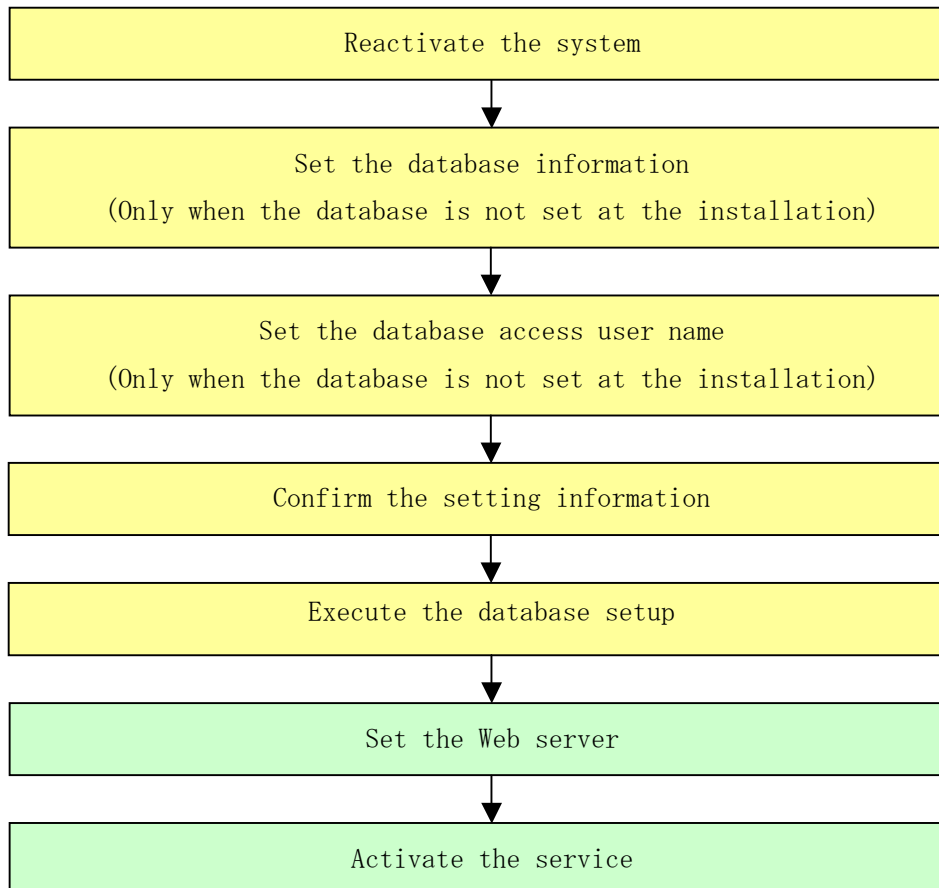 Reactivate the system
Set the database information
(Only when the database is not set at the installation)
Set the database access user name
(Only when the database is not set at the installation)
Confirm the setting information
Execute the database setup
Set the Web server
Activate the service